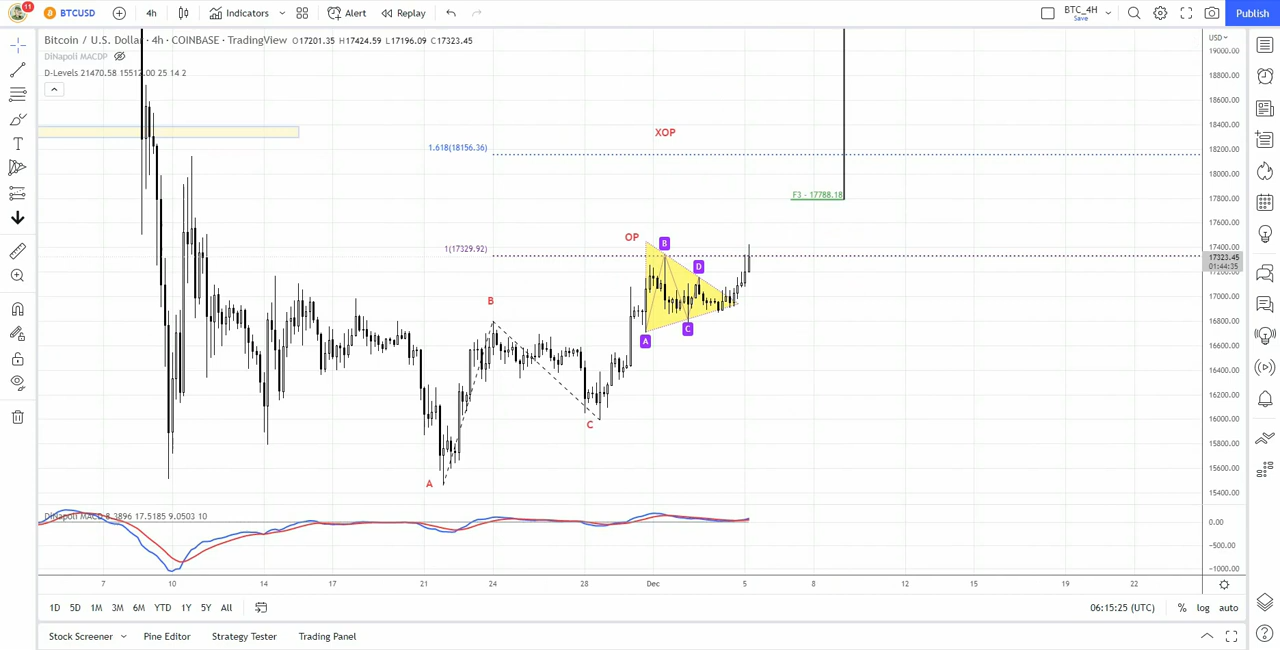 11
BTCUSD
4h
Indicators
Alert
Replay
BTC_4H
Save
Publish
Bitcoin / U.S. Dollar · 4h · COINBASE · TradingView O17201.35 H17424.59 L17196.09 C17323.45
DiNapoli MACDP
D-Levels 21470.58 15512.00 25 14 2
USD
19000.00
18800.00
18600.00
18400.00
18200.00
18000.00
17800.00
17600.00
17400.00
17323.45
01:44:35
17200.00
17000.00
16800.00
16600.00
16400.00
16200.00
16000.00
15800.00
15600.00
15400.00
XOP
1.618(18156.36)
F3 - 17788.18
OP
1(17329.92)
B
D
A
C
B
C
A
DiNapoli MACD 8.3896 17.5185 9.0503 10
0.00
−500.00
−1000.00
7
10
14
17
21
24
28
Dec
5
8
12
15
19
22
1D
5D
1M
3M
6M
YTD
1Y
5Y
All
06:15:25 (UTC)
%
log
auto
Stock Screener
Pine Editor
Strategy Tester
Trading Panel